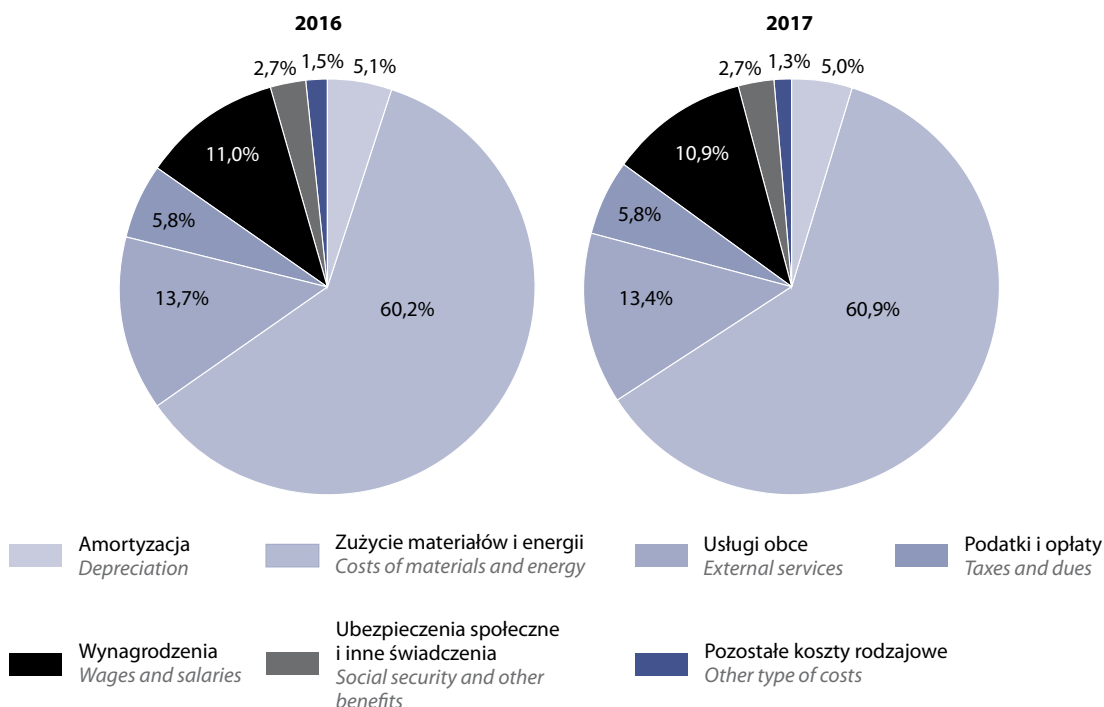 2016
2,7%
1,5%
5,1%
11,0%
5,8%
13,7%
60,2%
2017
2,7%
1,3%
5,0%
10,9%
5,8%
13,4%
60,9%
Amortyzacja
Depreciation
Zużycie materiałów i energii
Costs of materials and energy
Usługi obce
External services
Podatki i opłaty
Taxes and dues
Wynagrodzenia
Wages and salaries
Ubezpieczenia społeczne
i inne świadczenia
Social security and other
benefits
Pozostałe koszty rodzajowe
Other type of costs